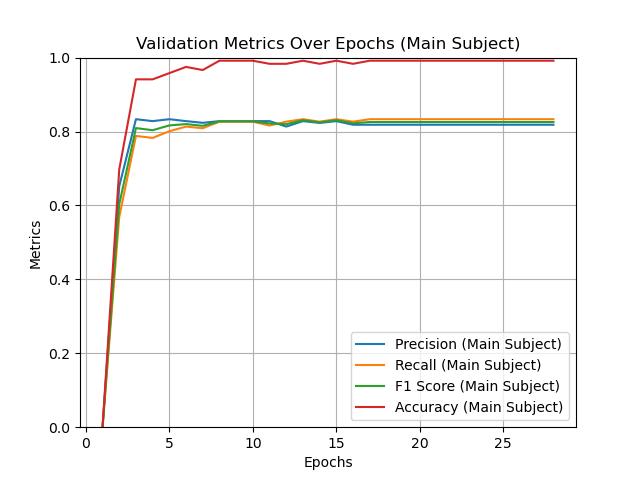 Validation Metrics Over Epochs (Main Subject)
1.0
0.8
0.6
0.4
0.2
0.0
Metrics
0 5 10 15 20 25
Epochs
Precision (Main Subject)
Recall (Main Subject)
F1 Score (Main Subject)
Accuracy (Main Subject)